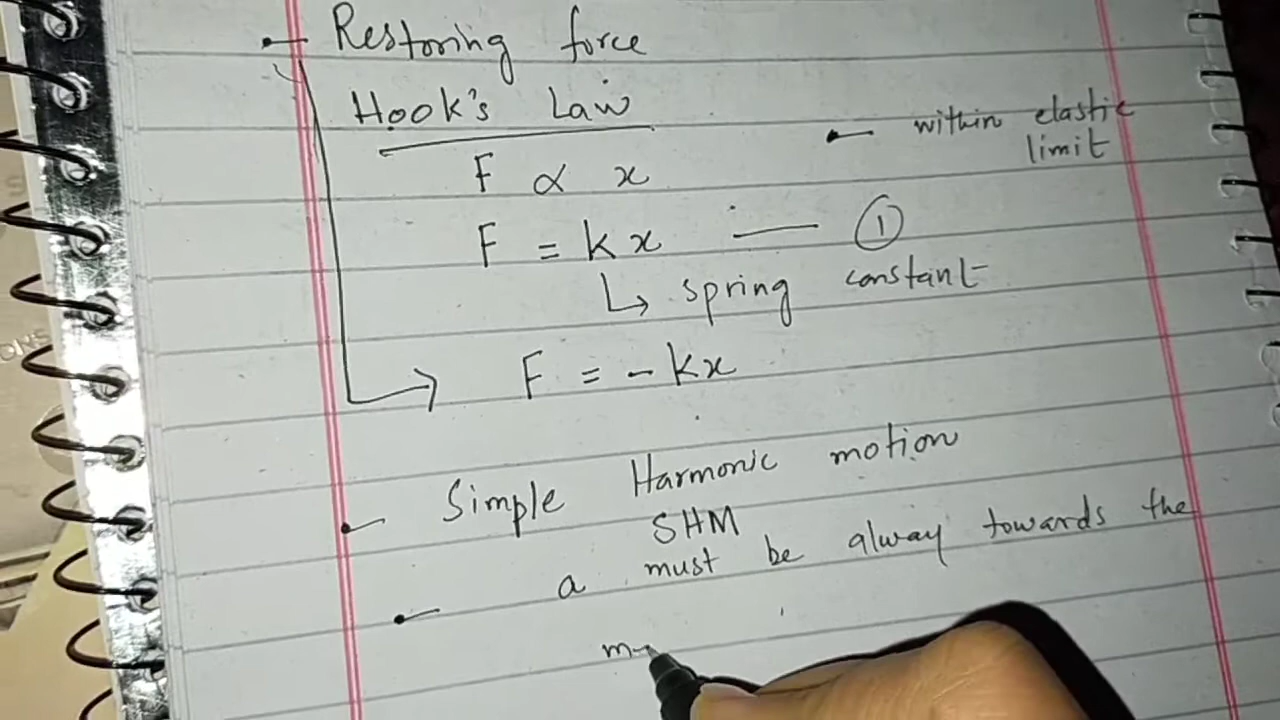 Restoring force
Hook's Law
within elastic
limit
F ∝ x
F = kx — ①
↳ spring constant
→ F = -kx
Simple Harmonic motion
SHM
a must be alway towards the